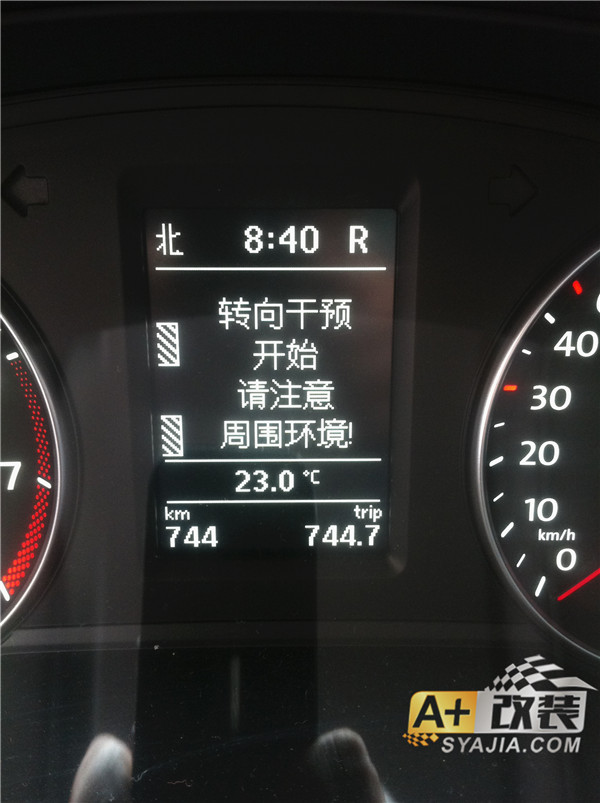 北 8:40 R
转向干预
开始
请注意
周围环境!
23.0 °C
km trip
744 744.7
7
40
30
20
10
km/h
0
A+改装
SYAJIA.COM